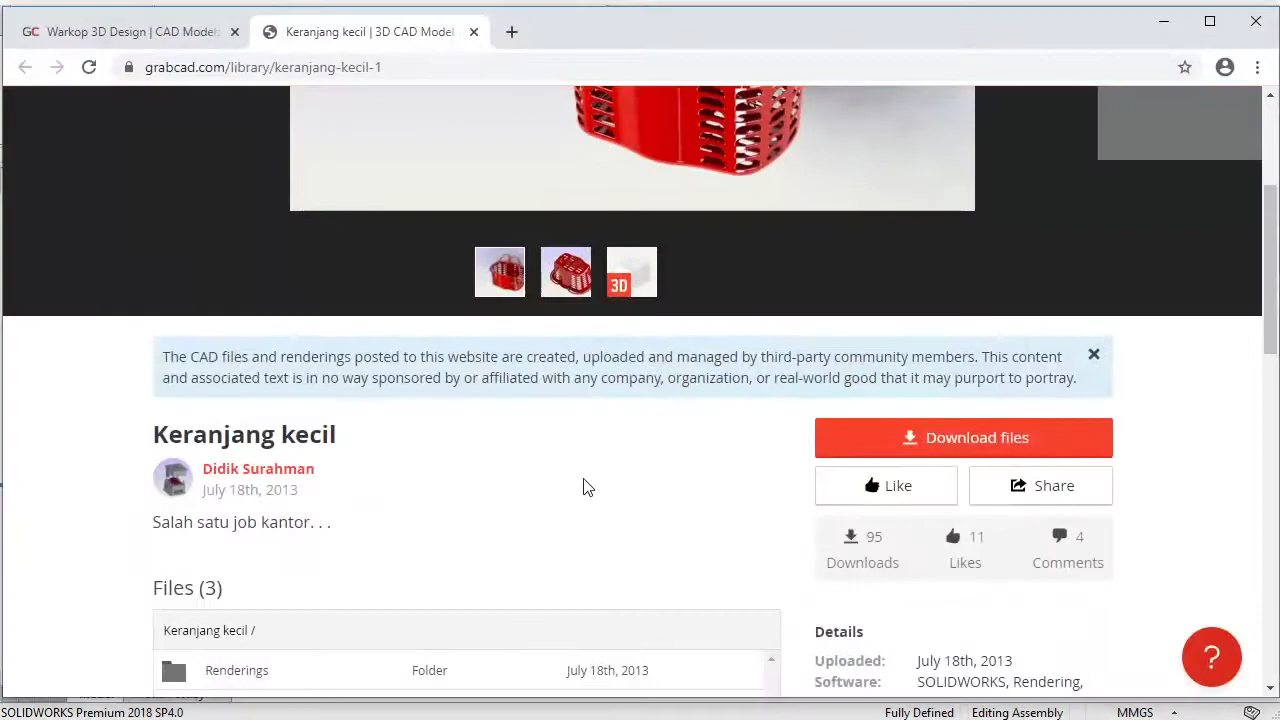 GC Warkop 3D Design | CAD Model
Keranjang kecil | 3D CAD Model
grabcad.com/library/keranjang-kecil-1
3D
The CAD files and renderings posted to this website are created, uploaded and managed by third-party community members. This content
and associated text is in no way sponsored by or affiliated with any company, organization, or real-world good that it may purport to portray.
Keranjang kecil
Didik Surahman
July 18th, 2013
Salah satu job kantor. . .
Download files
Like
Share
95
11
4
Downloads
Likes
Comments
Files (3)
Keranjang kecil /
Renderings
Folder
July 18th, 2013
Details
Uploaded: July 18th, 2013
Software: SOLIDWORKS, Rendering,
?
SOLIDWORKS Premium 2018 SP4.0
Fully Defined
Editing Assembly
MMGS